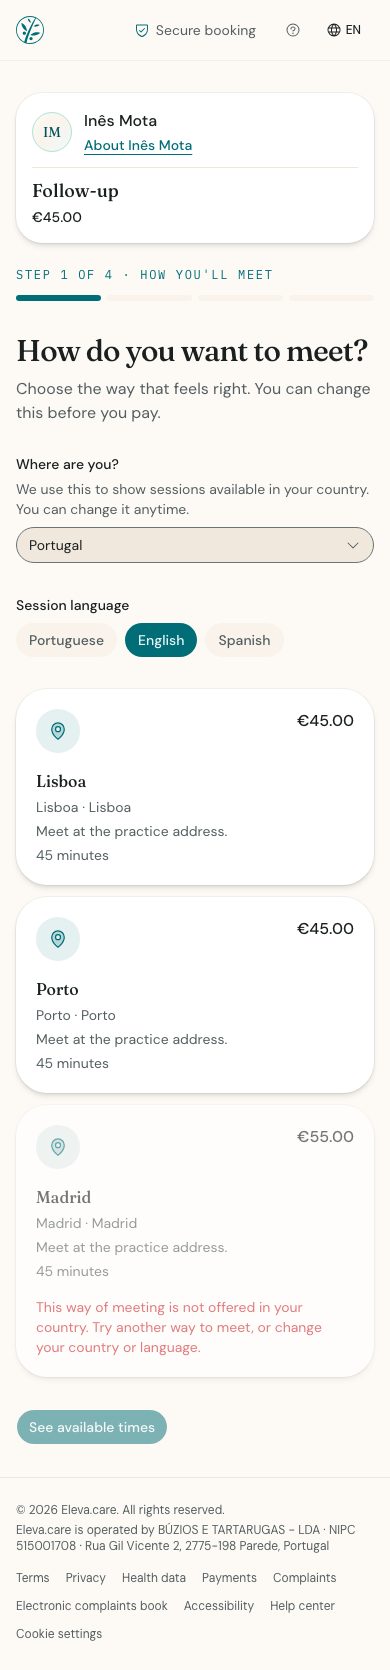 Secure booking
EN
IM
Inês Mota
About Inês Mota
Follow-up
€45.00
STEP 1 OF 4 · HOW YOU'LL MEET
How do you want to meet?
Choose the way that feels right. You can change
this before you pay.
Where are you?
We use this to show sessions available in your country.
You can change it anytime.
Portugal
Session language
Portuguese
English
Spanish
€45.00
Lisboa
Lisboa · Lisboa
Meet at the practice address.
45 minutes
€45.00
Porto
Porto · Porto
Meet at the practice address.
45 minutes
€55.00
Madrid
Madrid · Madrid
Meet at the practice address.
45 minutes
This way of meeting is not offered in your
country. Try another way to meet, or change
your country or language.
See available times
© 2026 Eleva.care. All rights reserved.
Eleva.care is operated by BÚZIOS E TARTARUGAS - LDA · NIPC
515001708 · Rua Gil Vicente 2, 2775-198 Parede, Portugal
Terms Privacy Health data Payments Complaints
Electronic complaints book Accessibility Help center
Cookie settings